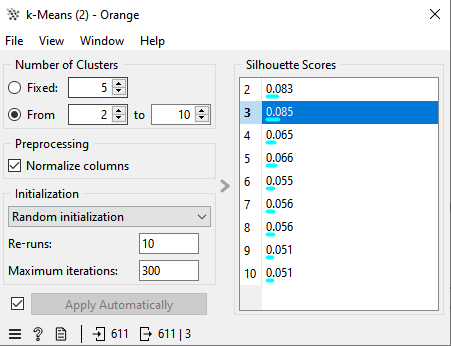 k-Means (2) - Orange
File View Window Help
Number of Clusters
Fixed: 5
From 2 to 10
Preprocessing
Normalize columns
Initialization
Random initialization
Re-runs: 10
Maximum iterations: 300
Apply Automatically
611 611 | 3
Silhouette Scores
2 0.083
3 0.085
4 0.065
5 0.066
6 0.055
7 0.056
8 0.056
9 0.051
10 0.051